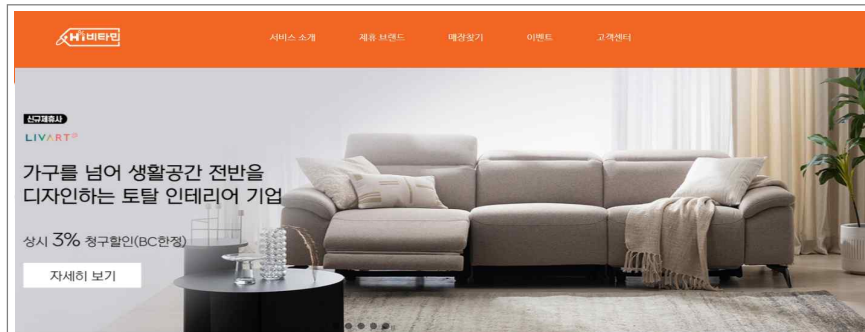 Hi비타민
서비스 소개 제휴 브랜드 매장찾기 이벤트 고객센터
신규제휴사
LIVART
가구를 넘어 생활공간 전반을
디자인하는 토탈 인테리어 기업
상시 3% 청구할인(BC한정)
자세히 보기